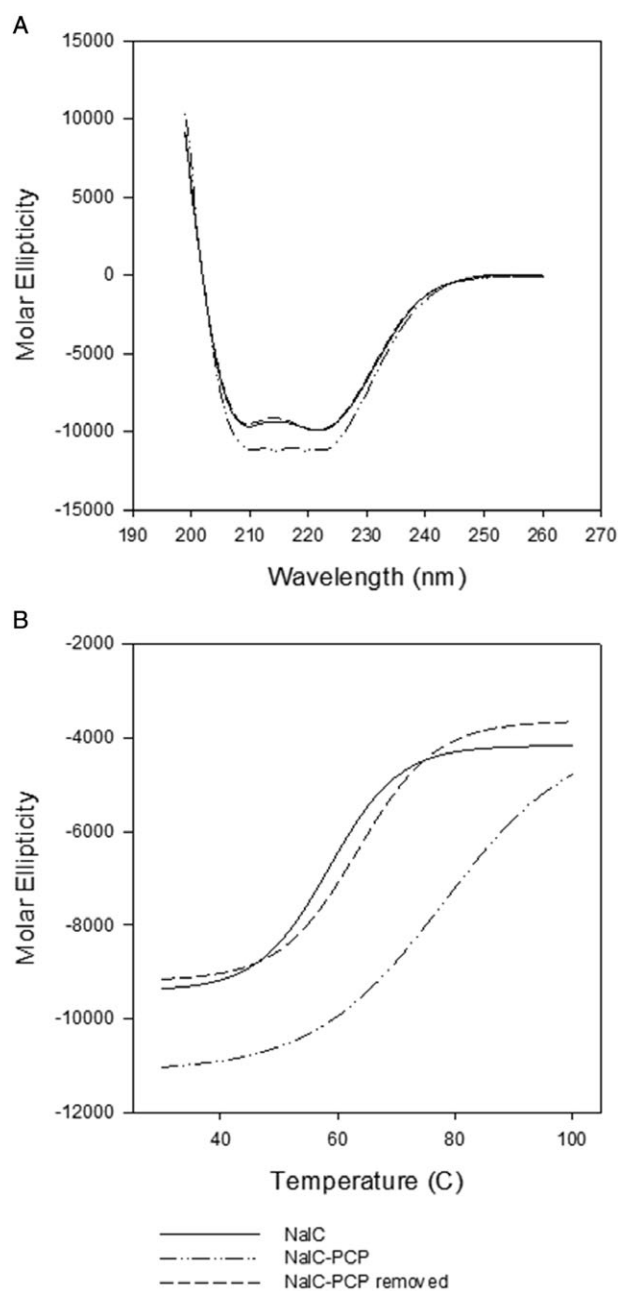 A
15000
10000
5000
0
-5000
-10000
-15000
Molar Ellipticity
190 200 210 220 230 240 250 260 270
Wavelength (nm)
B
-2000
-4000
-6000
-8000
-10000
-12000
Molar Ellipticity
40 60 80 100
Temperature (C)
NalC
NalC-PCP
NalC-PCP removed